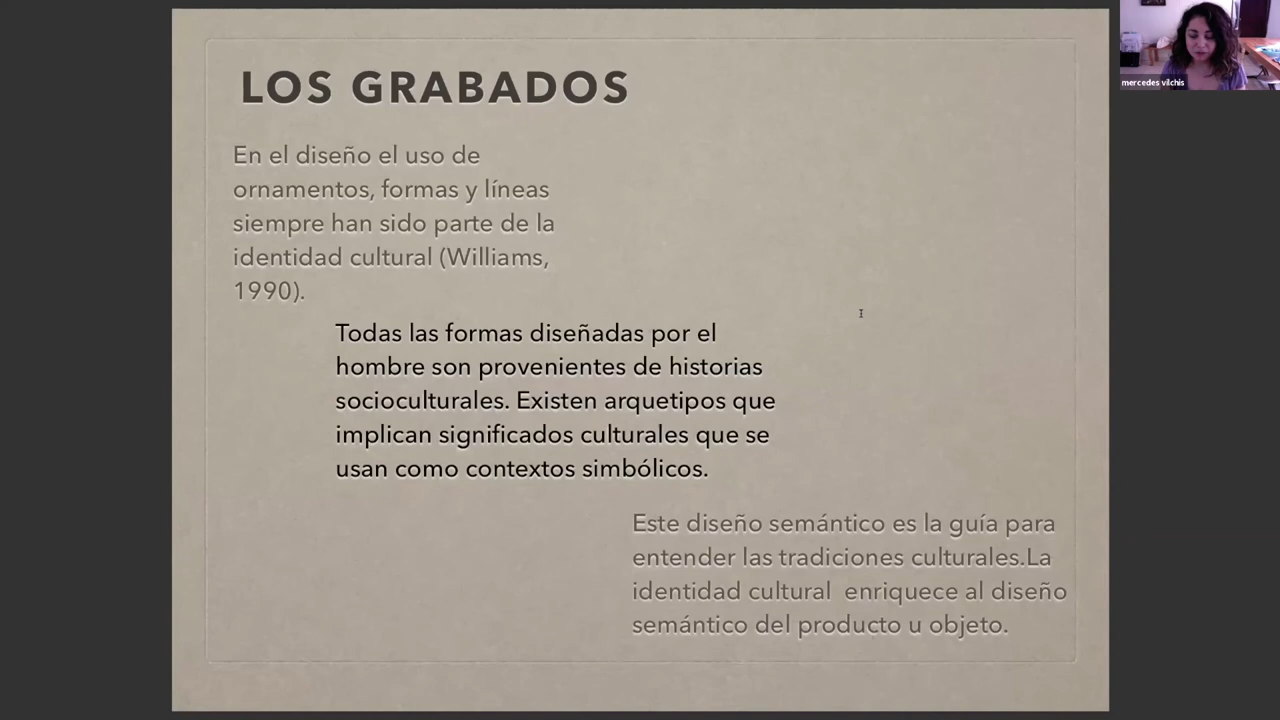 LOS GRABADOS
En el diseño el uso de
ornamentos, formas y líneas
siempre han sido parte de la
identidad cultural (Williams,
1990).
Todas las formas diseñadas por el
hombre son provenientes de historias
socioculturales. Existen arquetipos que
implican significados culturales que se
usan como contextos simbólicos.
Este diseño semántico es la guía para
entender las tradiciones culturales.La
identidad cultural  enriquece al diseño
semántico del producto u objeto.
mercedes vilchis